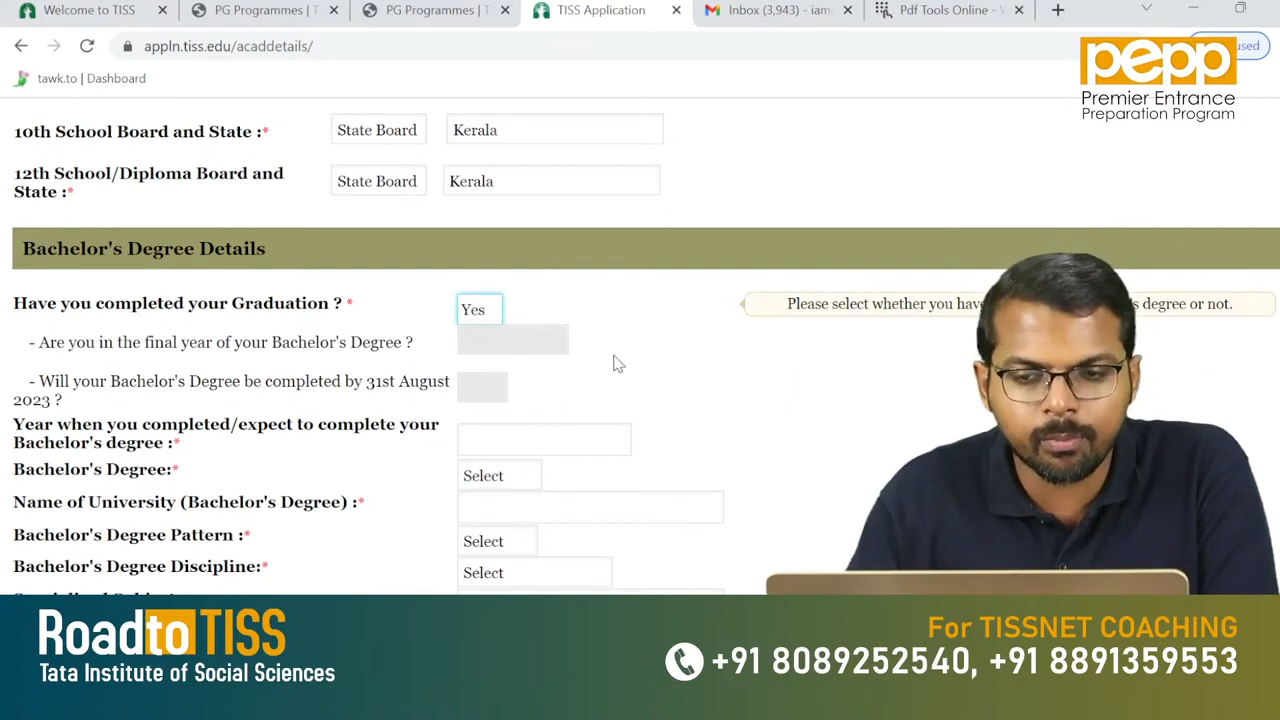 Welcome to TISS
PG Programmes | T
PG Programmes | T
TISS Application
Inbox (3,943) - iam
Pdf Tools Online -
appln.tiss.edu/acaddetails/
tawk.to | Dashboard
pepp
Premier Entrance
Preparation Program
10th School Board and State :*
State Board
Kerala
12th School/Diploma Board and
State :*
State Board
Kerala
Bachelor's Degree Details
Have you completed your Graduation ? *
Yes
Please select whether you have
degree or not.
- Are you in the final year of your Bachelor's Degree ?
- Will your Bachelor's Degree be completed by 31st August
2023 ?
Year when you completed/expect to complete your
Bachelor's degree :*
Bachelor's Degree:*
Select
Name of University (Bachelor's Degree) :*
Bachelor's Degree Pattern :*
Select
Bachelor's Degree Discipline:*
Select
Road to TISS
Tata Institute of Social Sciences
For TISSNET COACHING
+91 8089252540, +91 8891359553